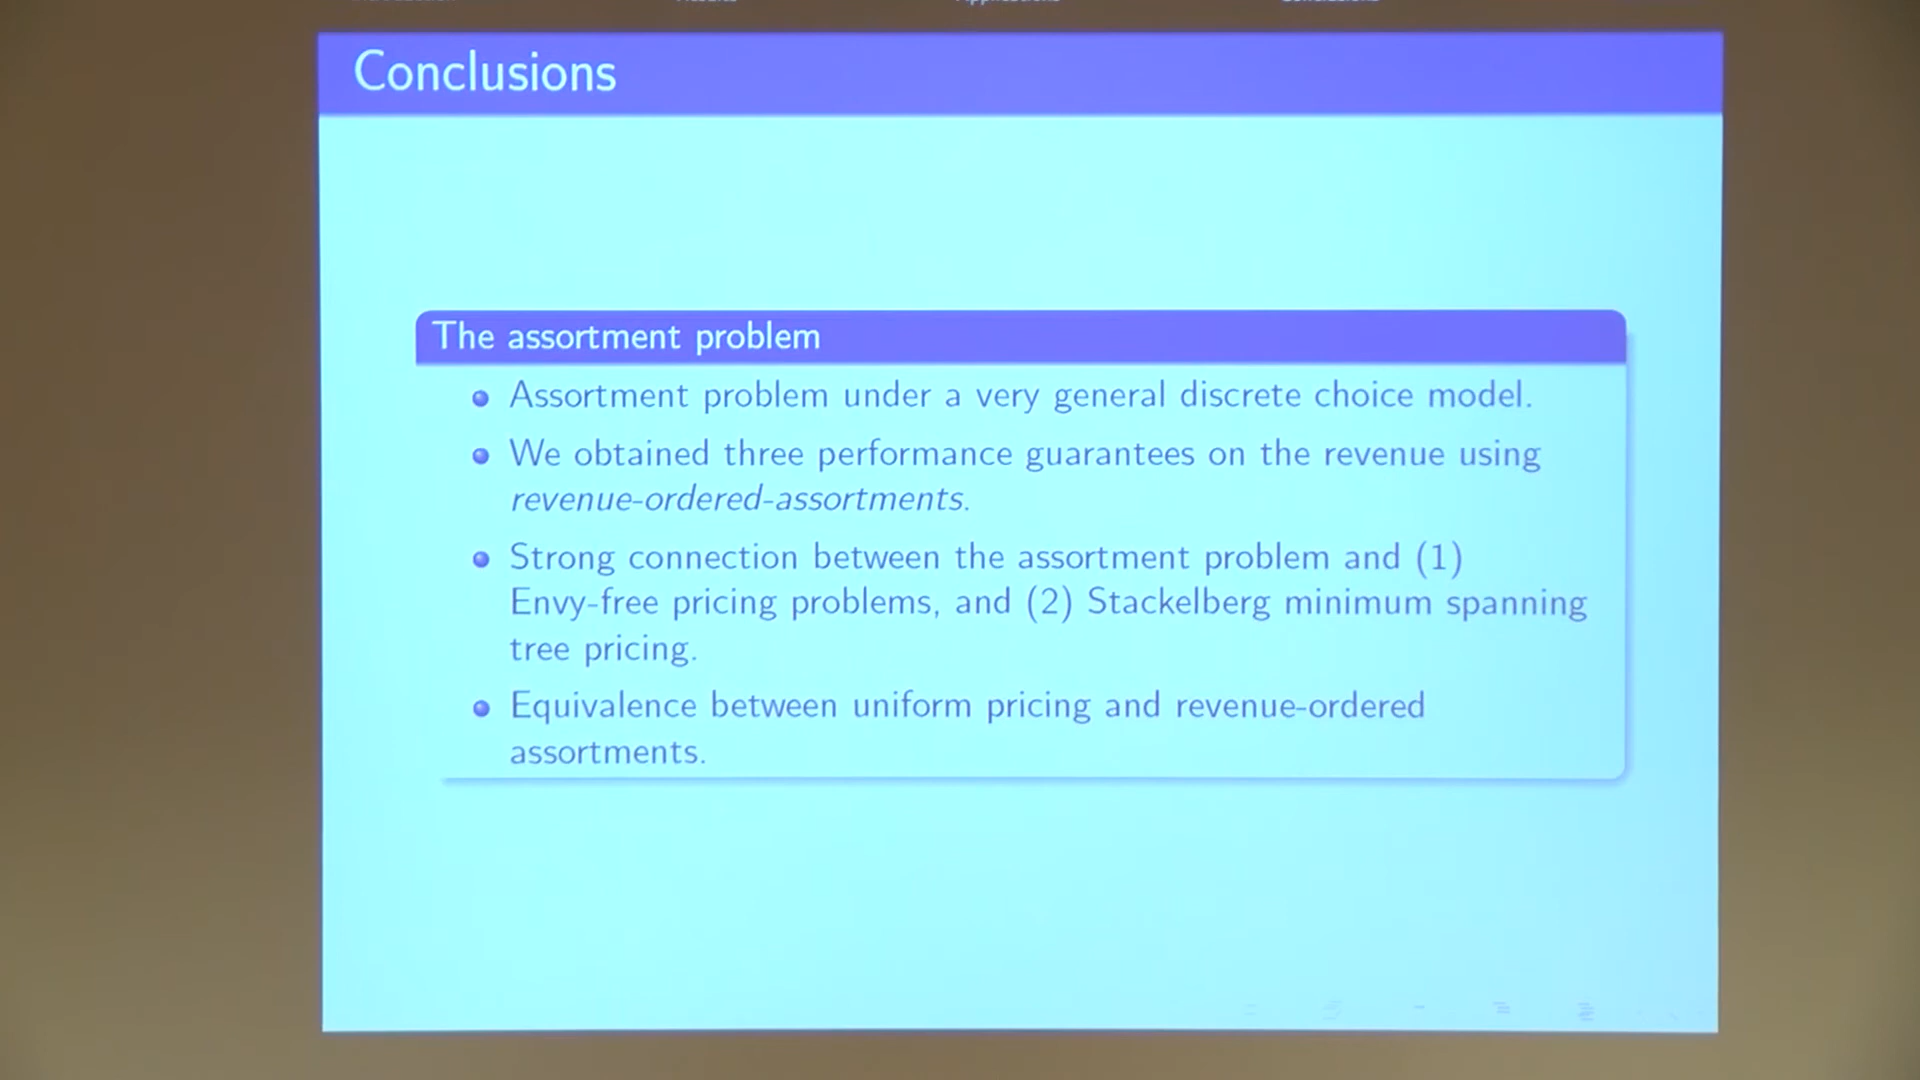 Conclusions
The assortment problem
Assortment problem under a very general discrete choice model.
We obtained three performance guarantees on the revenue using
revenue-ordered-assortments.
Strong connection between the assortment problem and (1)
Envy-free pricing problems, and (2) Stackelberg minimum spanning
tree pricing.
Equivalence between uniform pricing and revenue-ordered
assortments.